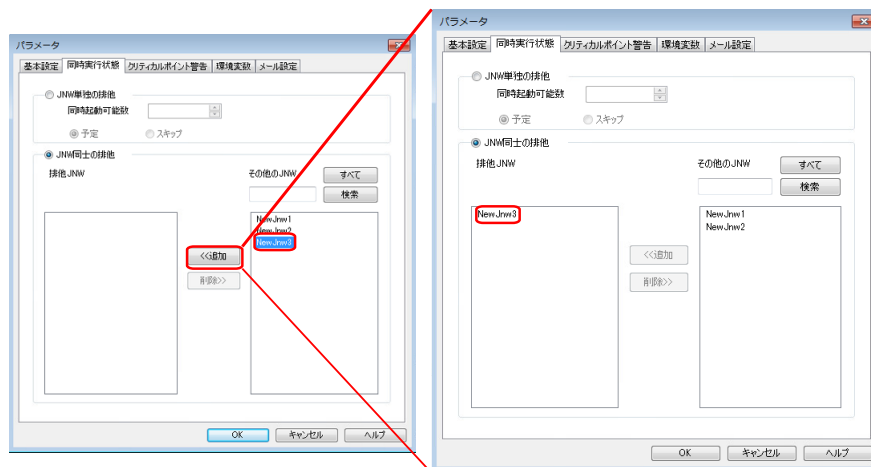 パラメータ
基本設定 同時実行状態 クリティカルポイント警告 環境変数 メール設定
JNW単独の排他
同時起動可能数
予定 スキップ
JNW同士の排他
排他JNW その他のJNW すべて
検索
NewJnw1
NewJnw2
NewJnw3
<<追加
削除>>
OK キャンセル ヘルプ
パラメータ
基本設定 同時実行状態 クリティカルポイント警告 環境変数 メール設定
JNW単独の排他
同時起動可能数
予定 スキップ
JNW同士の排他
排他JNW その他のJNW すべて
検索
NewJnw3 NewJnw1
NewJnw2
<<追加
削除>>
OK キャンセル ヘルプ